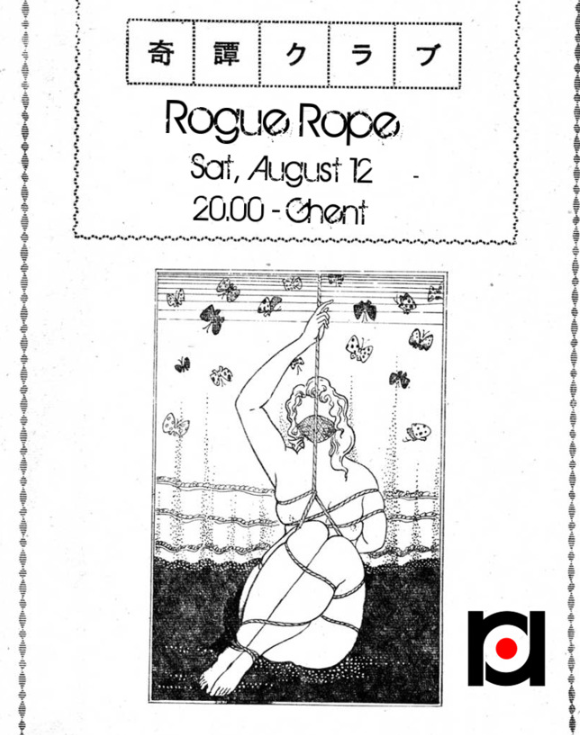 奇譚クラブ
Rogue Rope
Sat, August 12
20.00 - Ghent